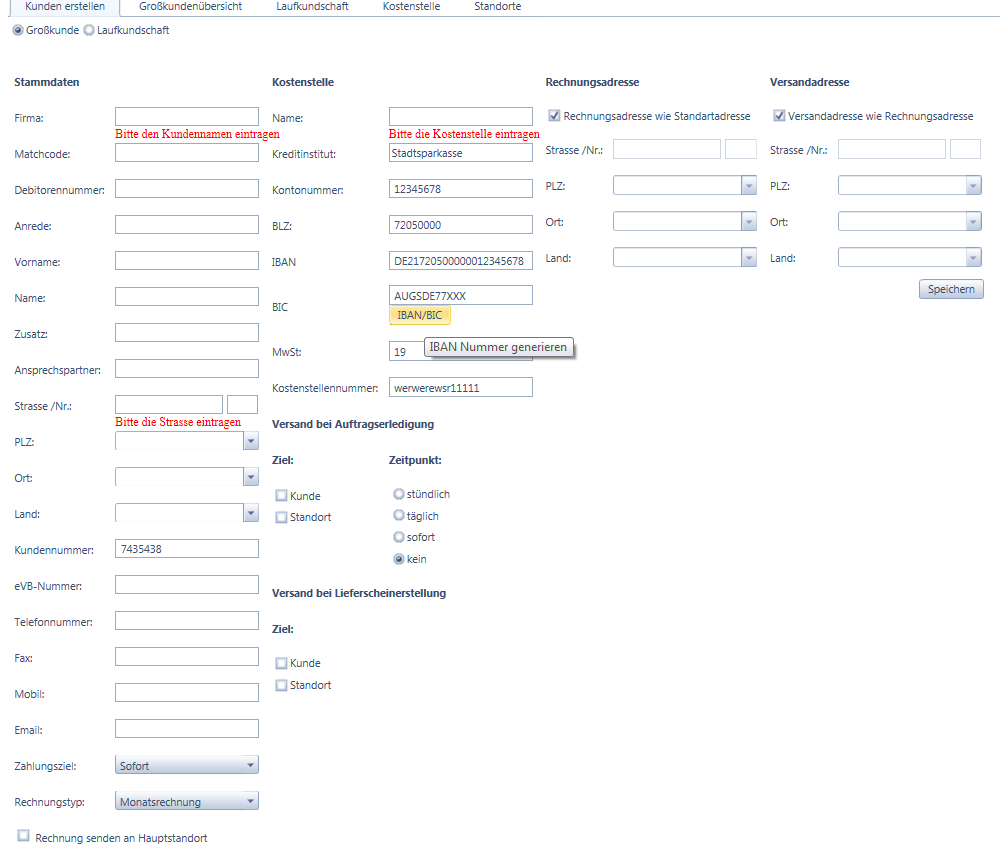 Kunden erstellen Großkundenübersicht Laufkundschaft Kostenstelle Standorte
Großkunde Laufkundschaft
Stammdaten
Firma:
Bitte den Kundennamen eintragen
Matchcode:
Debitorennummer:
Anrede:
Vorname:
Name:
Zusatz:
Ansprechspartner:
Strasse /Nr.:
Bitte die Strasse eintragen
PLZ:
Ort:
Land:
Kundennummer: 7435438
eVB-Nummer:
Telefonnummer:
Fax:
Mobil:
Email:
Zahlungsziel: Sofort
Rechnungstyp: Monatsrechnung
Rechnung senden an Hauptstandort
Kostenstelle
Name:
Bitte die Kostenstelle eintragen
Kreditinstitut: Stadtsparkasse
Kontonummer: 12345678
BLZ: 72050000
IBAN DE21720500000012345678
BIC AUGSDE77XXX
IBAN/BIC
IBAN Nummer generieren
MwSt: 19
Kostenstellennummer: werwerewsr11111
Versand bei Auftragserledigung
Ziel: Zeitpunkt:
Kunde stündlich
Standort täglich
sofort
kein
Versand bei Lieferscheinerstellung
Ziel:
Kunde
Standort
Rechnungsadresse
Rechnungsadresse wie Standartadresse
Strasse /Nr.:
PLZ:
Ort:
Land:
Versandadresse
Versandadresse wie Rechnungsadresse
Strasse /Nr.:
PLZ:
Ort:
Land:
Speichern